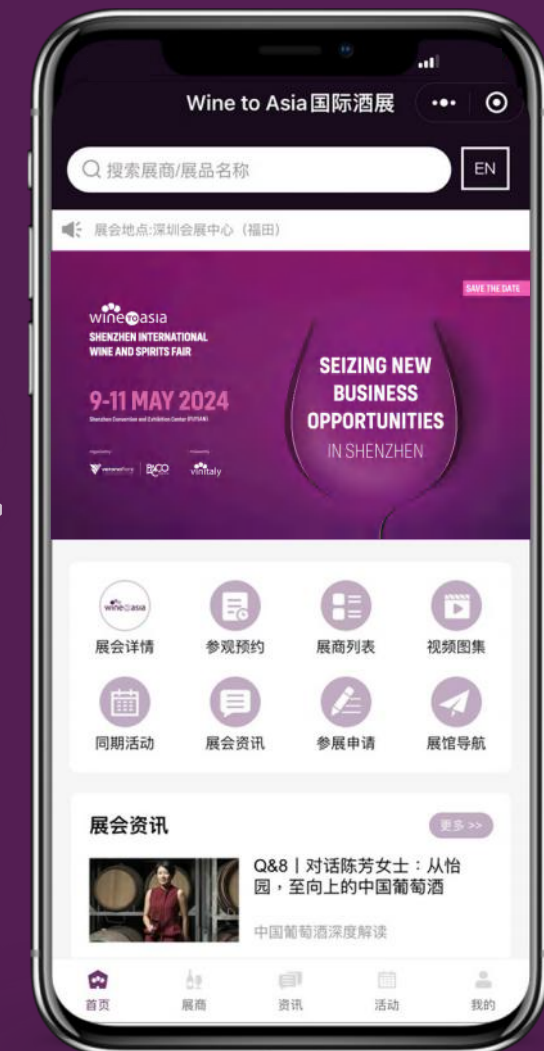 Wine to Asia国际酒展
搜索展商/展品名称
EN
展会地点:深圳会展中心（福田）
SAVE THE DATE
wine to asia
SHENZHEN INTERNATIONAL
WINE AND SPIRITS FAIR
9-11 MAY 2024
Shenzhen Convention and Exhibition Center (FUTIAN)
SEIZING NEW
BUSINESS
OPPORTUNITIES
IN SHENZHEN
veronafiere
vinitaly
wine to asia
展会详情
参观预约
展商列表
视频图集
同期活动
展会资讯
参展申请
展馆导航
展会资讯
更多 >>
Q&8丨对话陈芳女士：从怡
园，至向上的中国葡萄酒
中国葡萄酒深度解读
首页
展商
资讯
活动
我的